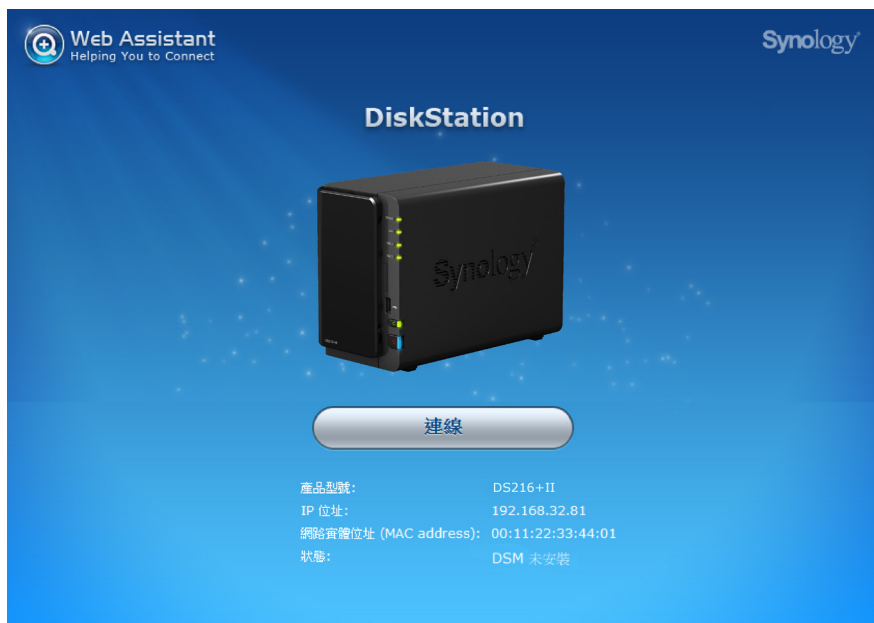 Web Assistant
Helping You to Connect
Synology
DiskStation
Synology
連線
產品型號: DS216+II
IP 位址: 192.168.32.81
網路實體位址 (MAC address): 00:11:22:33:44:01
狀態: DSM 未安裝